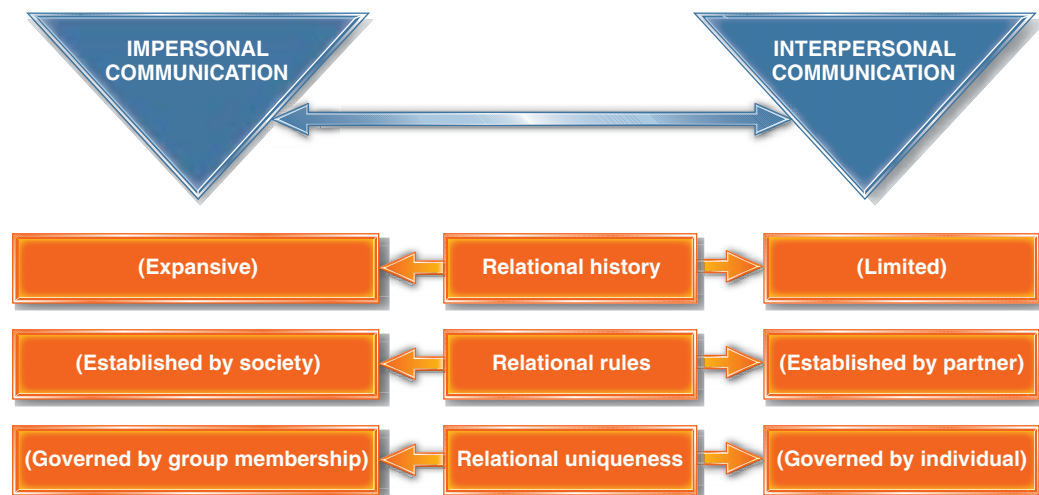 IMPERSONAL
COMMUNICATION
INTERPERSONAL
COMMUNICATION
(Expansive)
Relational history
(Limited)
(Established by society)
Relational rules
(Established by partner)
(Governed by group membership)
Relational uniqueness
(Governed by individual)